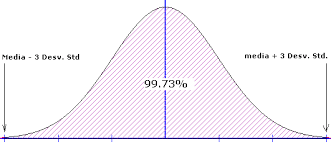 Media - 3 Desv. Std
media + 3 Desv. Std.
99.73%